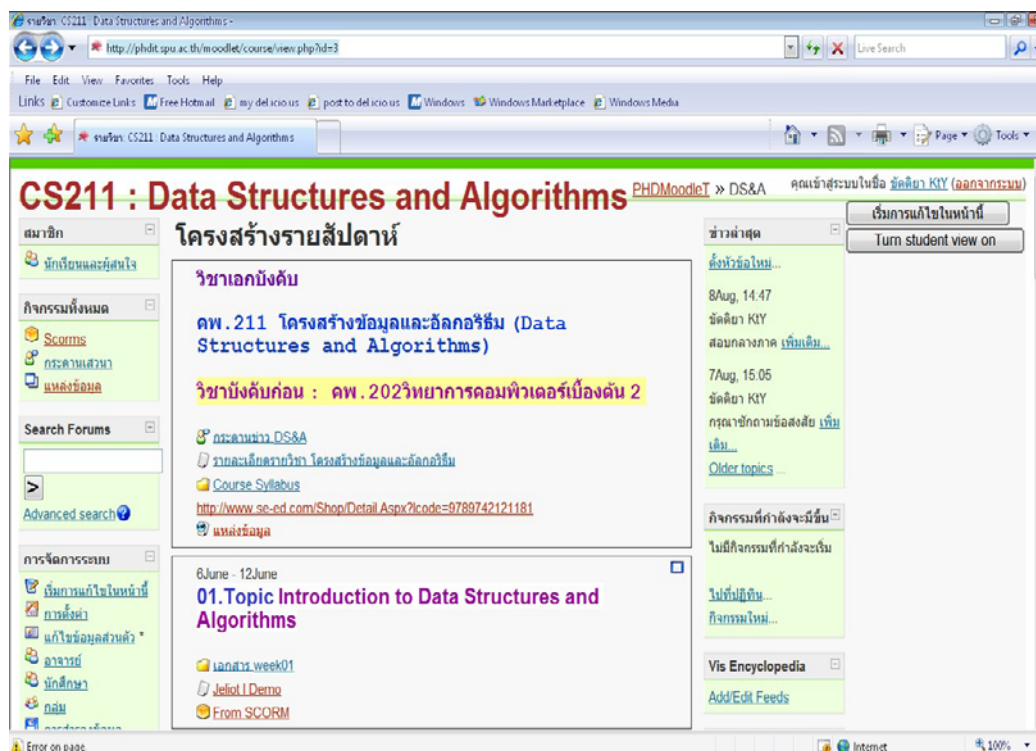 รายวิชา: CS211 : Data Structures and Algorithms -
http://phdit.spu.ac.th/moodlet/course/view.php?id=3
Live Search
File Edit View Favorites Tools Help
Links Customize Links Free Hotmail my del.icio.us post to del.icio.us Windows Windows Marketplace Windows Media
รายวิชา: CS211 : Data Structures and Algorithms
Page Tools
CS211 : Data Structures and Algorithms
PHDMoodleT » DS&A
คุณเข้าสู่ระบบในชื่อ ขัตติยา KtY (ออกจากระบบ)
เริ่มการแก้ไขในหน้านี้
Turn student view on
สมาชิก
นักเรียนและผู้สนใจ
กิจกรรมทั้งหมด
Scorms
กระดานเสวนา
แหล่งข้อมูล
Search Forums
>
Advanced search
การจัดการระบบ
เริ่มการแก้ไขในหน้านี้
การตั้งค่า
แก้ไขข้อมูลส่วนตัว *
อาจารย์
นักศึกษา
กลุ่ม
โครงสร้างรายสัปดาห์
วิชาเอกบังคับ
คพ.211 โครงสร้างข้อมูลและอัลกอริธึม (Data
Structures and Algorithms)
วิชาบังคับก่อน : คพ.202วิทยาการคอมพิวเตอร์เบื้องต้น 2
กระดานข่าว DS&A
รายละเอียดรายวิชา โครงสร้างข้อมูลและอัลกอริธึม
Course Syllabus
http://www.se-ed.com/Shop/Detail.Aspx?Icode=9789742121181
แหล่งข้อมูล
6June - 12June
01.Topic Introduction to Data Structures and
Algorithms
เอกสาร week01
Jeliot I Demo
From SCORM
ข่าวล่าสุด
ตั้งหัวข้อใหม่...
8Aug, 14:47
ขัตติยา KtY
สอบกลางภาค เพิ่มเติม...
7Aug, 15:05
ขัตติยา KtY
กรุณาซักถามข้อสงสัย เพิ่ม
เติม...
Older topics ...
กิจกรรมที่กำลังจะมีขึ้น
ไม่มีกิจกรรมที่กำลังจะเริ่ม
ไปที่ปฏิทิน...
กิจกรรมใหม่...
Vis Encyclopedia
Add/Edit Feeds
Error on page.
Internet
100%